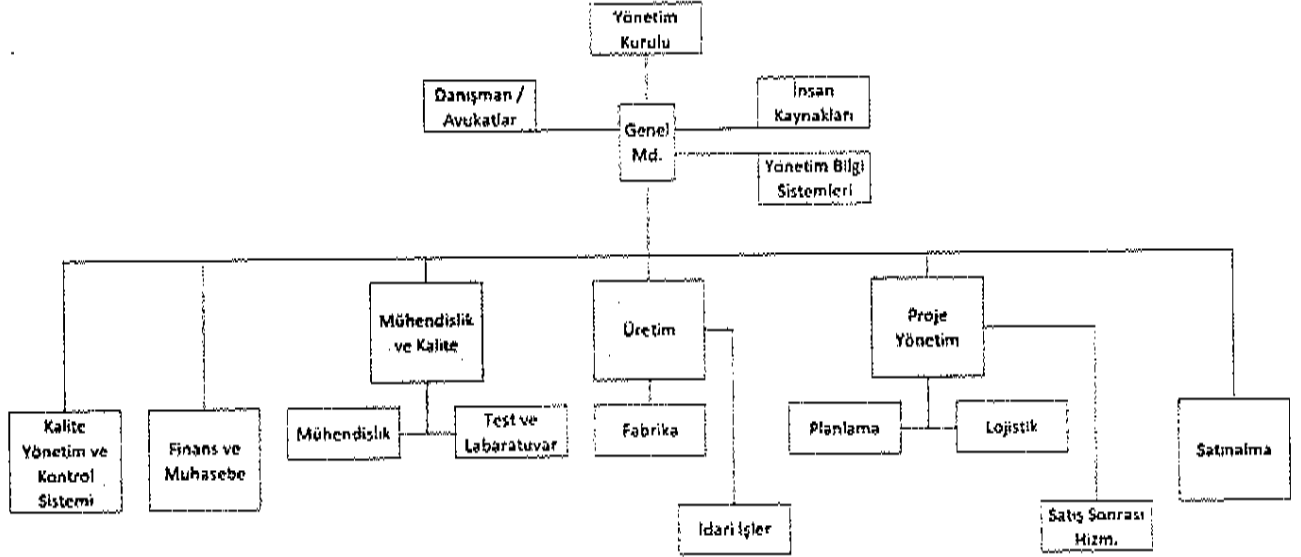 Yönetim
Kurulu
Danışman /
Avukatlar
İnsan
Kaynakları
Genel
Md.
Yönetim Bilgi
Sistemleri
Mühendislik
ve Kalite
Üretim
Proje
Yönetim
Kalite
Yönetim ve
Kontrol
Sistemi
Finans ve
Muhasebe
Mühendislik
Test ve
Labaratuvar
Fabrika
Planlama
Lojistik
Satınalma
İdari İşler
Satış Sonrası
Hizm.